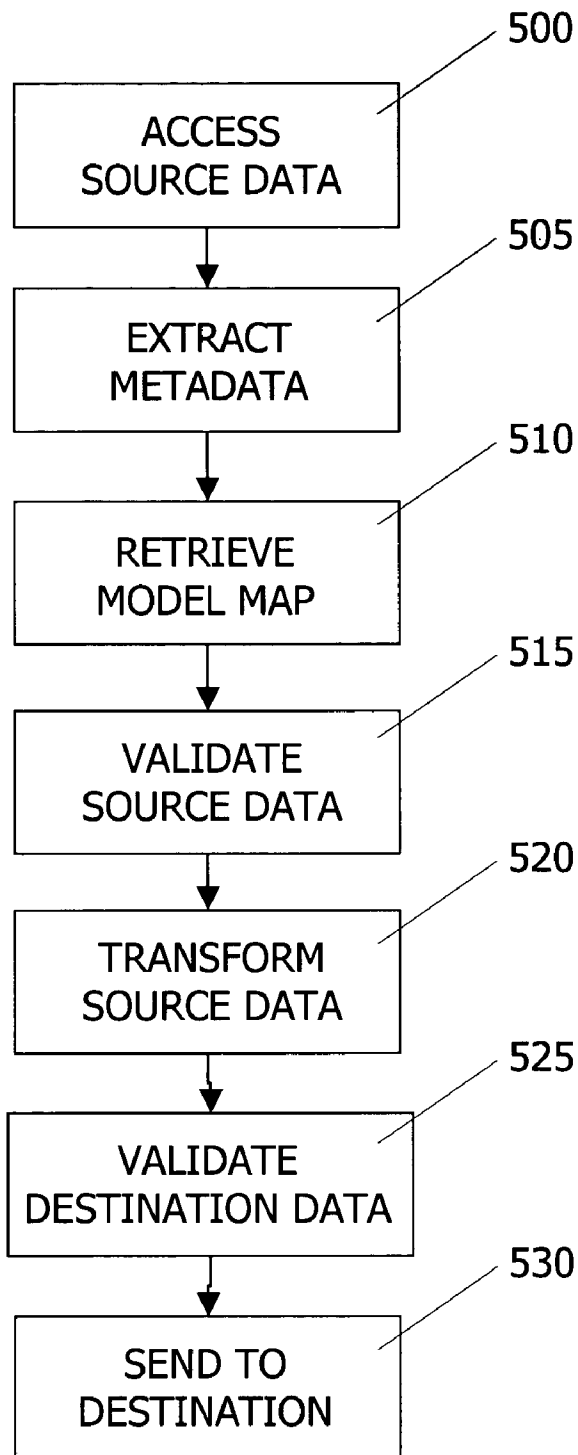 500
ACCESS
SOURCE DATA
505
EXTRACT
METADATA
510
RETRIEVE
MODEL MAP
515
VALIDATE
SOURCE DATA
520
TRANSFORM
SOURCE DATA
525
VALIDATE
DESTINATION DATA
530
SEND TO
DESTINATION